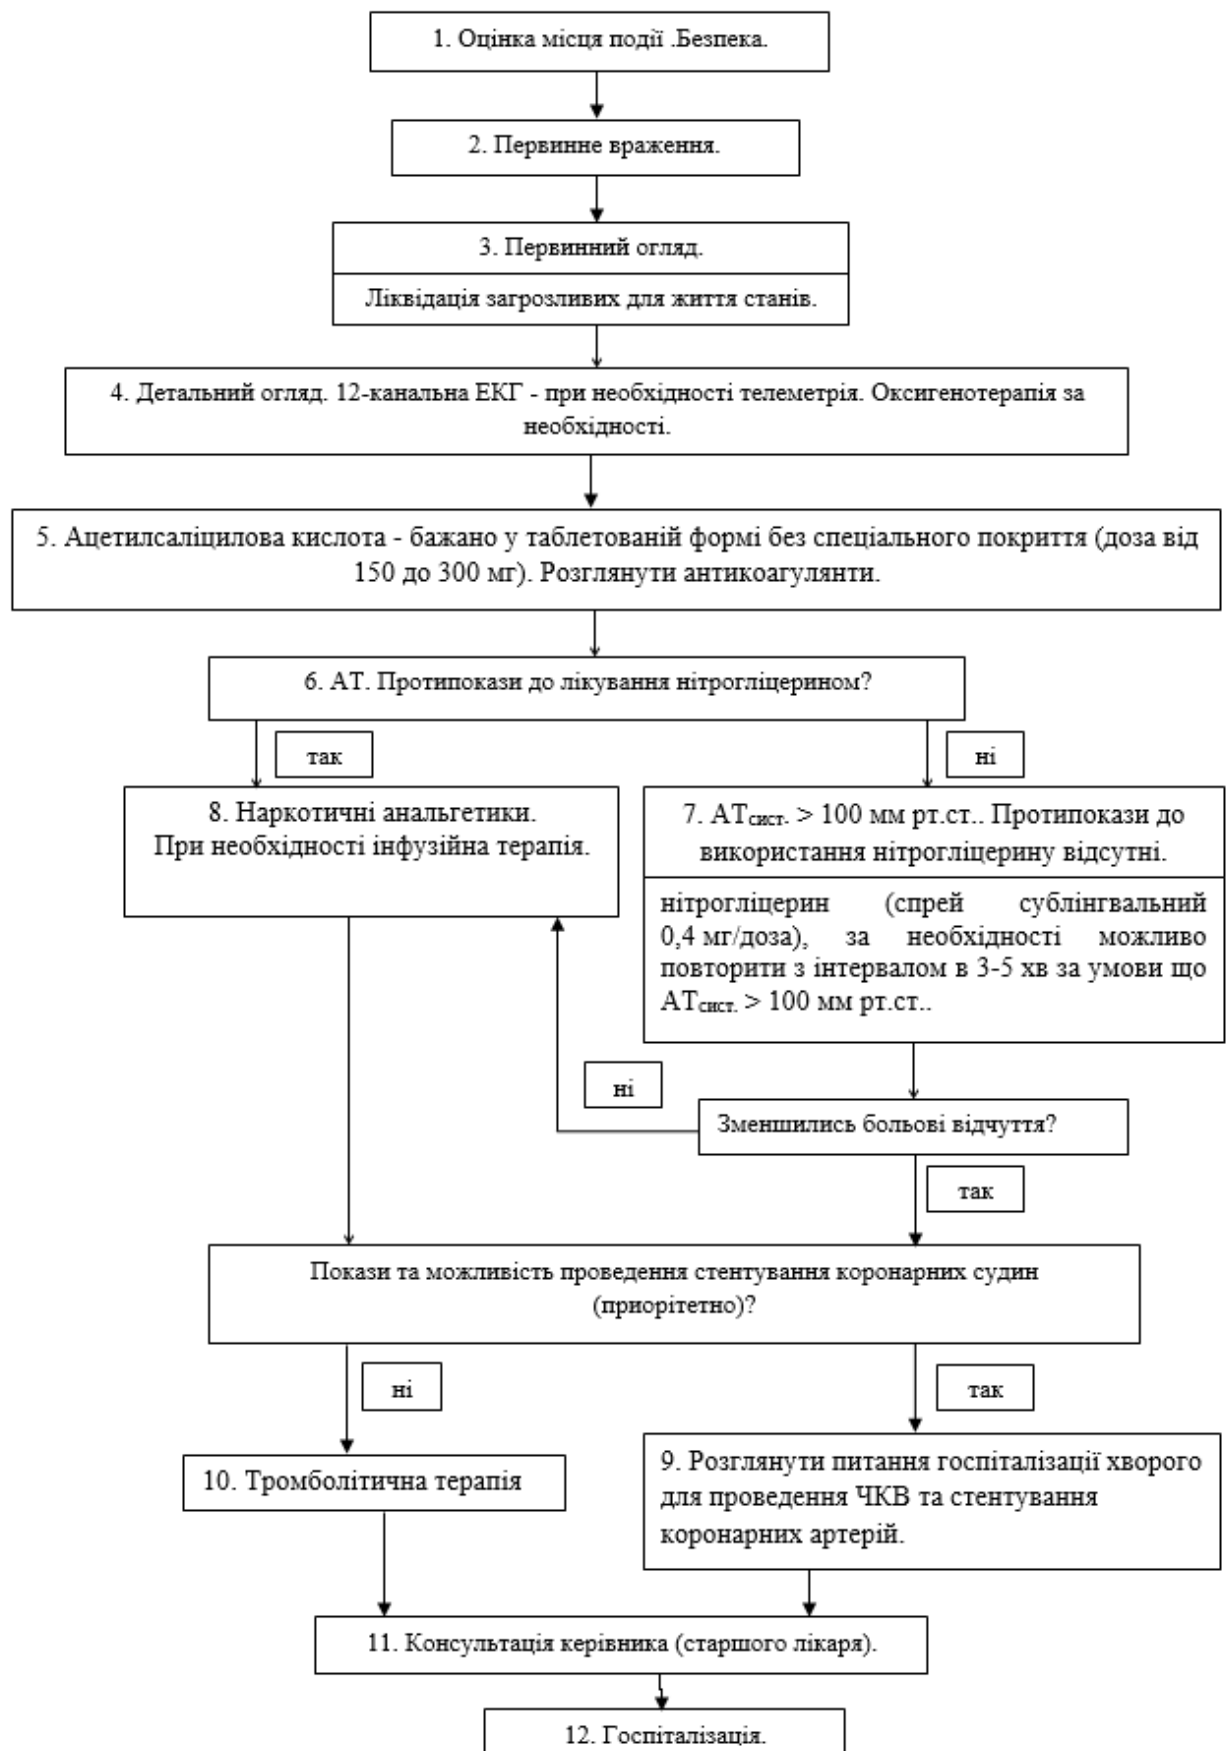 1. Оцінка місця події .Безпека.
2. Первинне враження.
3. Первинний огляд.
Ліквідація загрозливих для життя станів.
4. Детальний огляд. 12-канальна ЕКГ - при необхідності телеметрія. Оксигенотерапія за
необхідності.
5. Ацетилсаліцилова кислота - бажано у таблетованій формі без спеціального покриття (доза від
150 до 300 мг). Розглянути антикоагулянти.
6. АТ. Протипокази до лікування нітрогліцерином?
так
ні
8. Наркотичні анальгетики.
При необхідності інфузійна терапія.
7. АТсист. > 100 мм рт.ст.. Протипокази до
використання нітрогліцерину відсутні.
нітрогліцерин (спрей сублінгвальний
0,4 мг/доза), за необхідності можливо
повторити з інтервалом в 3-5 хв за умови що
АТсист. > 100 мм рт.ст..
ні
Зменшились больові відчуття?
так
Покази та можливість проведення стентування коронарних судин
(приорітетно)?
ні
так
10. Тромболітична терапія
9. Розглянути питання госпіталізації хворого
для проведення ЧКВ та стентування
коронарних артерій.
11. Консультація керівника (старшого лікаря).
12. Госпіталізація.